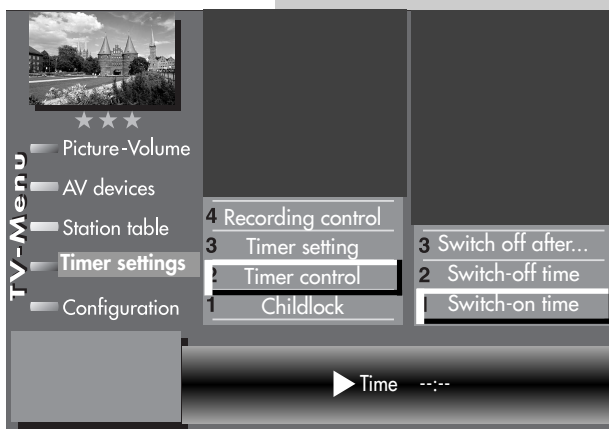 TV-Menu
Picture-Volume
AV devices
Station table
Timer settings
Configuration
4 Recording control
3 Timer setting
2 Timer control
1 Childlock
3 Switch off after...
2 Switch-off time
1 Switch-on time
Time --:--